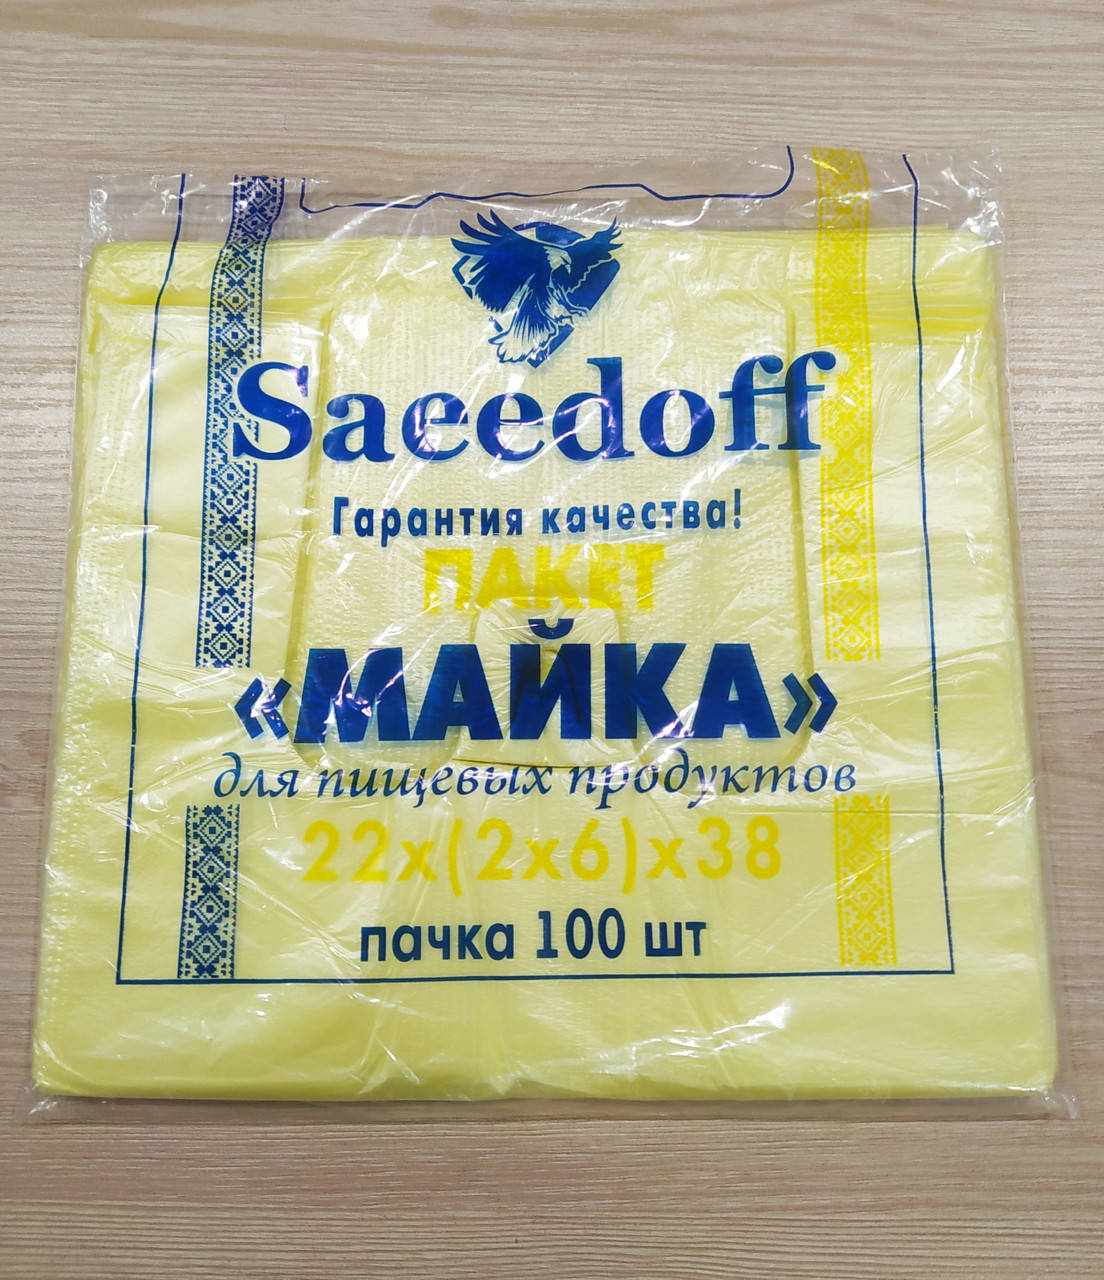 Saeedoff
Гарантия качества!
ПАКЕТ
«МАЙКА»
для пищевых продуктов
22х(2х6)х38
пачка 100 шт